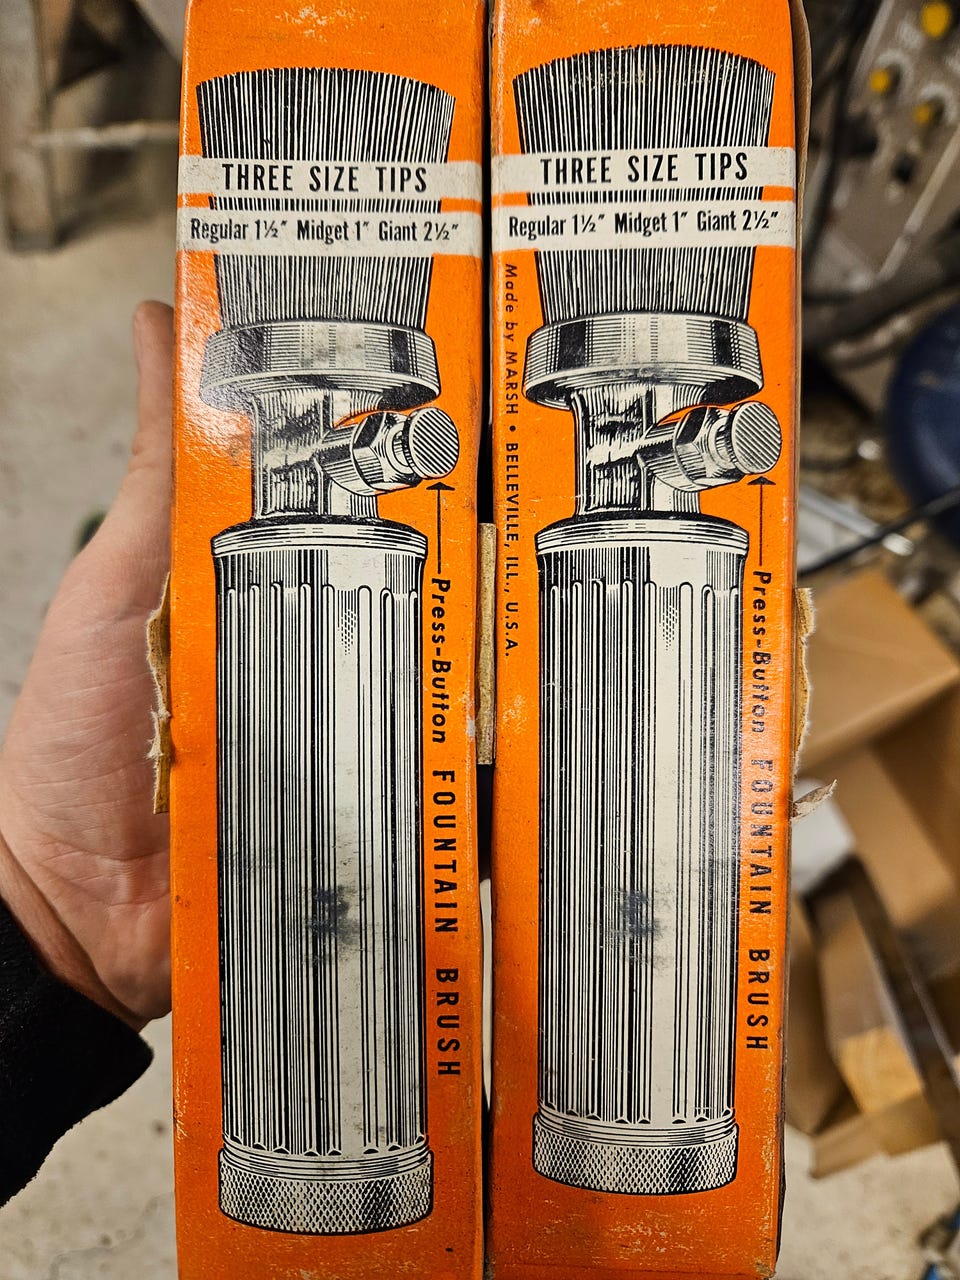 THREE SIZE TIPS
Regular 1½" Midget 1" Giant 2½"
Press-Button FOUNTAIN BRUSH
THREE SIZE TIPS
Regular 1½" Midget 1" Giant 2½"
Made by MARSH • BELLEVILLE, ILL., U.S.A.
Press-Button FOUNTAIN BRUSH